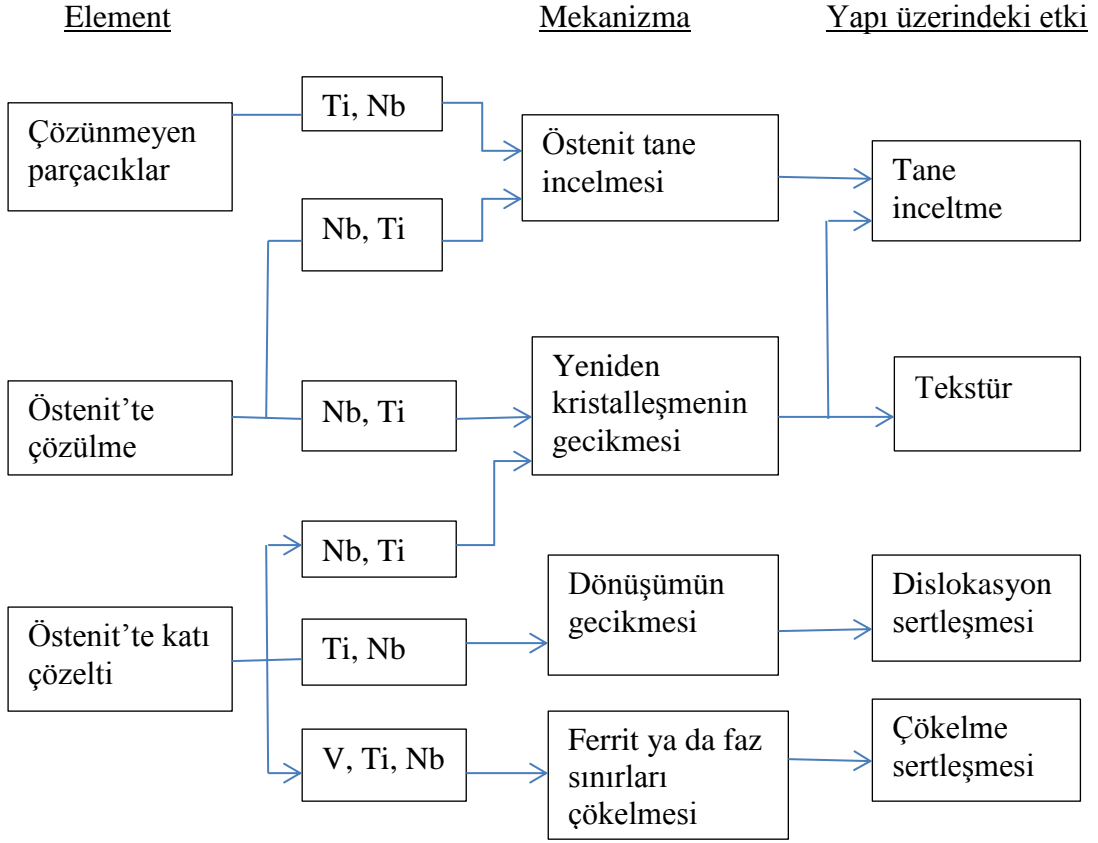 Element
Mekanizma
Yapı üzerindeki etki
Çözünmeyen
parçacıklar
Ti, Nb
Östenit tane
incelmesi
Tane
inceltme
Nb, Ti
Östenit’te
çözülme
Nb, Ti
Yeniden
kristalleşmenin
gecikmesi
Tekstür
Nb, Ti
Östenit’te katı
çözelti
Ti, Nb
Dönüşümün
gecikmesi
Dislokasyon
sertleşmesi
V, Ti, Nb
Ferrit ya da faz
sınırları
çökelmesi
Çökelme
sertleşmesi